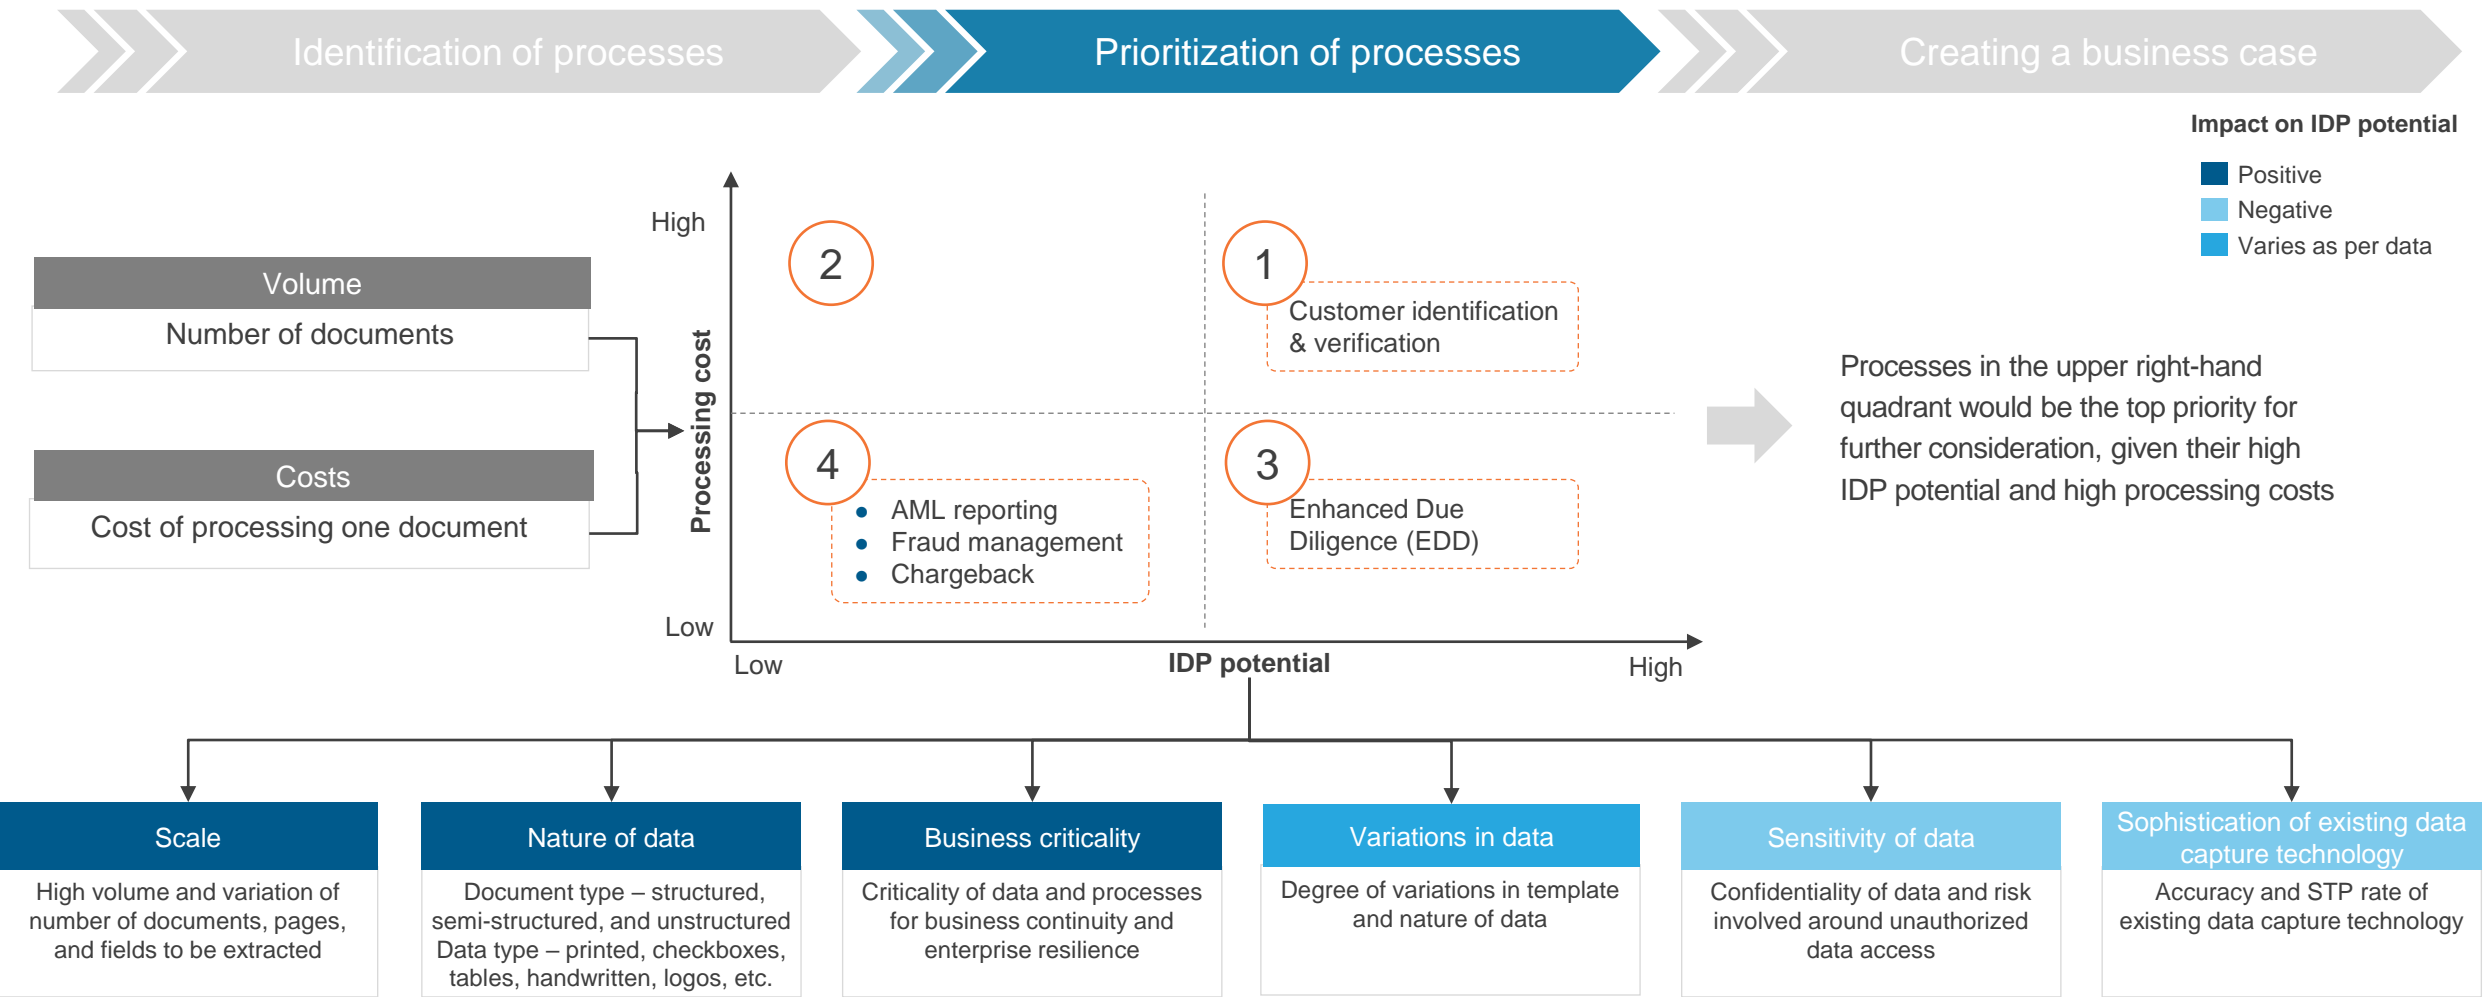 Identification of processes
Prioritization of processes
Creating a business case
Impact on IDP potential
Positive
Negative
Varies as per data
Volume
Number of documents
Costs
Cost of processing one document
Processing cost
High
Low
2
1
Customer identification
& verification
4
● AML reporting
● Fraud management
● Chargeback
3
Enhanced Due
Diligence (EDD)
Low
IDP potential
High
Processes in the upper right-hand
quadrant would be the top priority for
further consideration, given their high
IDP potential and high processing costs
Scale
High volume and variation of
number of documents, pages,
and fields to be extracted
Nature of data
Document type – structured,
semi-structured, and unstructured
Data type – printed, checkboxes,
tables, handwritten, logos, etc.
Business criticality
Criticality of data and processes
for business continuity and
enterprise resilience
Variations in data
Degree of variations in template
and nature of data
Sensitivity of data
Confidentiality of data and risk
involved around unauthorized
data access
Sophistication of existing data
capture technology
Accuracy and STP rate of
existing data capture technology